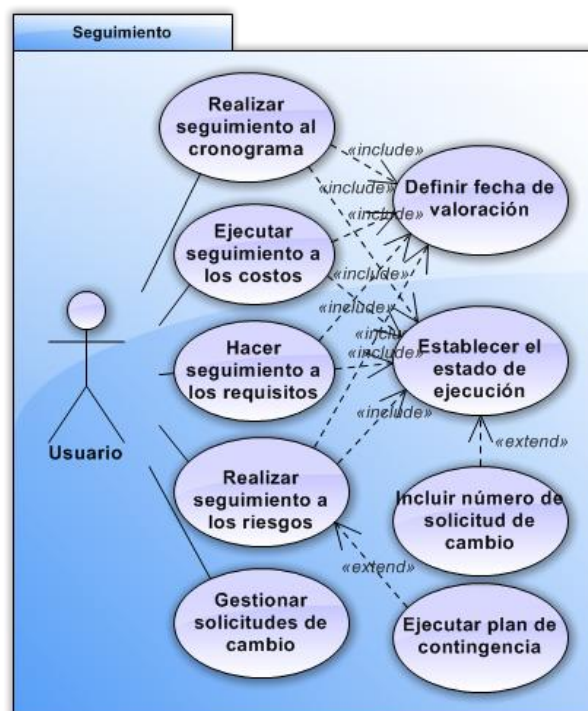 Seguimiento
Realizar
seguimiento al
cronograma
«include»
«include»
«include»
Definir fecha de
valoración
Ejecutar
seguimiento a
los costos
«include»
«include»
«include»
«include»
Hacer
seguimiento a
los requisitos
Establecer el
estado de
ejecución
«include»
Usuario
«extend»
Realizar
seguimiento a
los riesgos
Incluir número de
solicitud de
cambio
«extend»
Gestionar
solicitudes de
cambio
Ejecutar plan de
contingencia